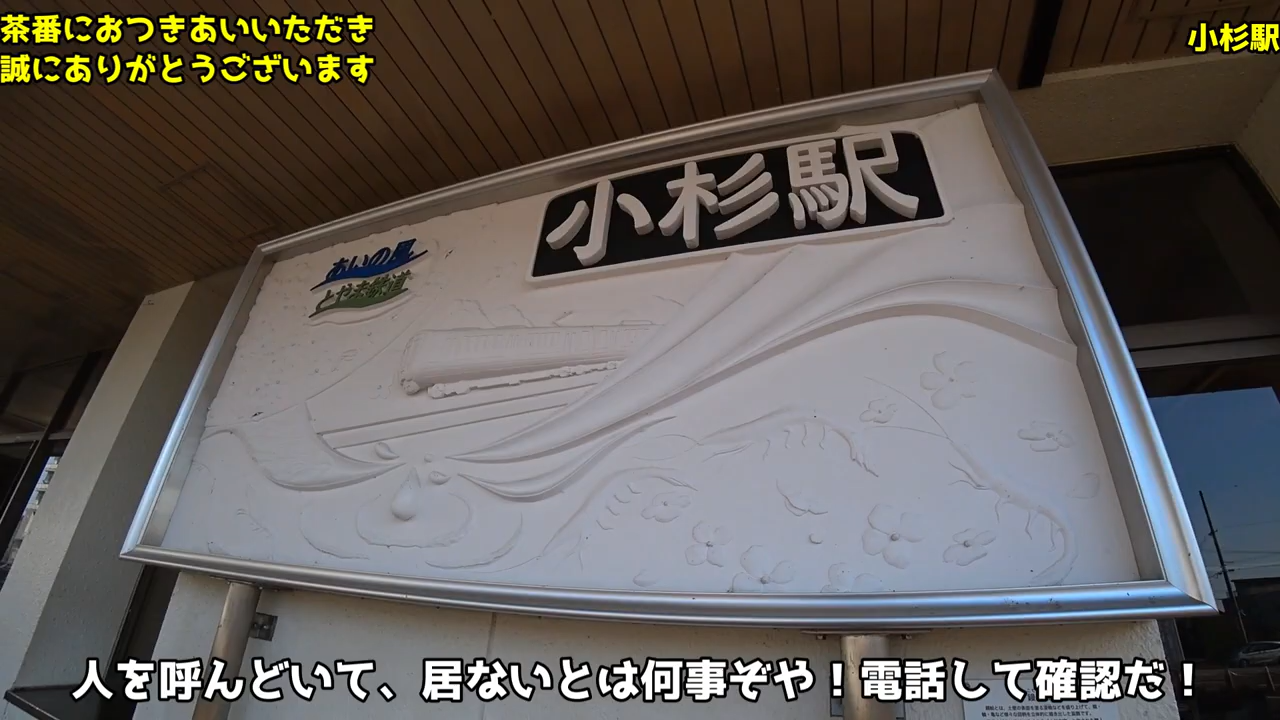 茶番におつきあいいただき
誠にありがとうございます
小杉駅
小杉駅
あいの風
とやま鉄道
人を呼んどいて、居ないとは何事ぞや！電話して確認だ！